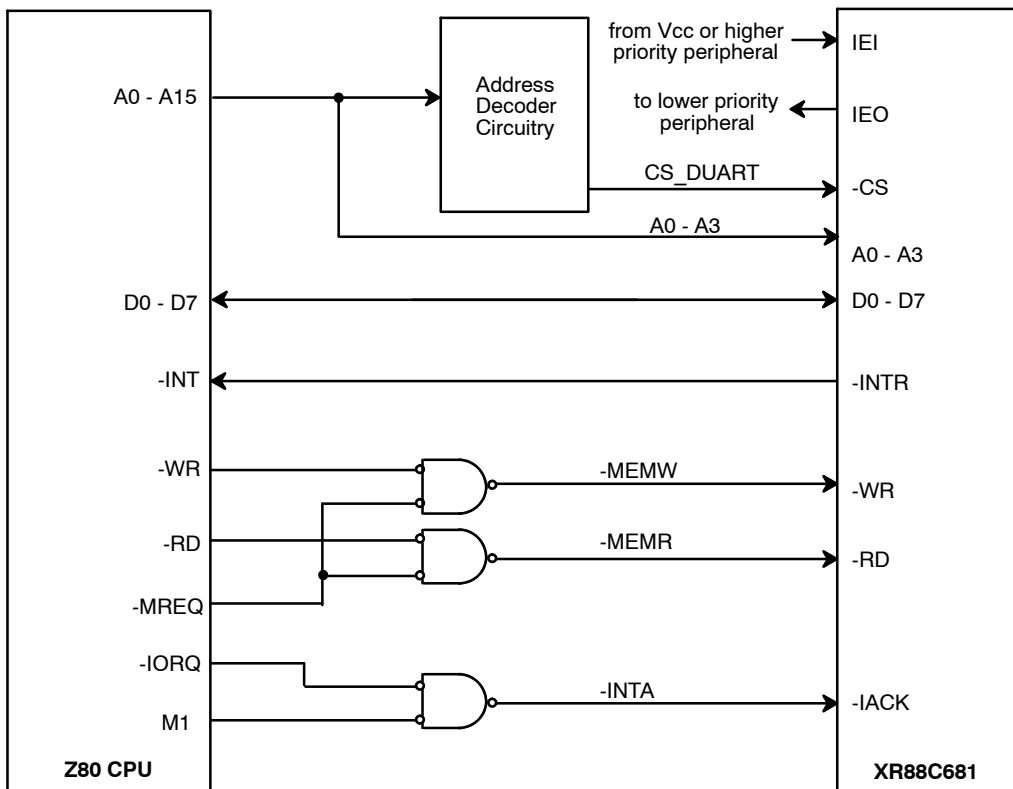 from Vcc or higher
priority peripheral
IEI
A0 - A15
Address
Decoder
Circuitry
to lower priority
peripheral
IEO
CS_DUART
-CS
A0 - A3
A0 - A3
D0 - D7
D0 - D7
-INT
-INTR
-WR
-MEMW
-WR
-RD
-MEMR
-RD
-MREQ
-IORQ
-INTA
-IACK
M1
Z80 CPU
XR88C681